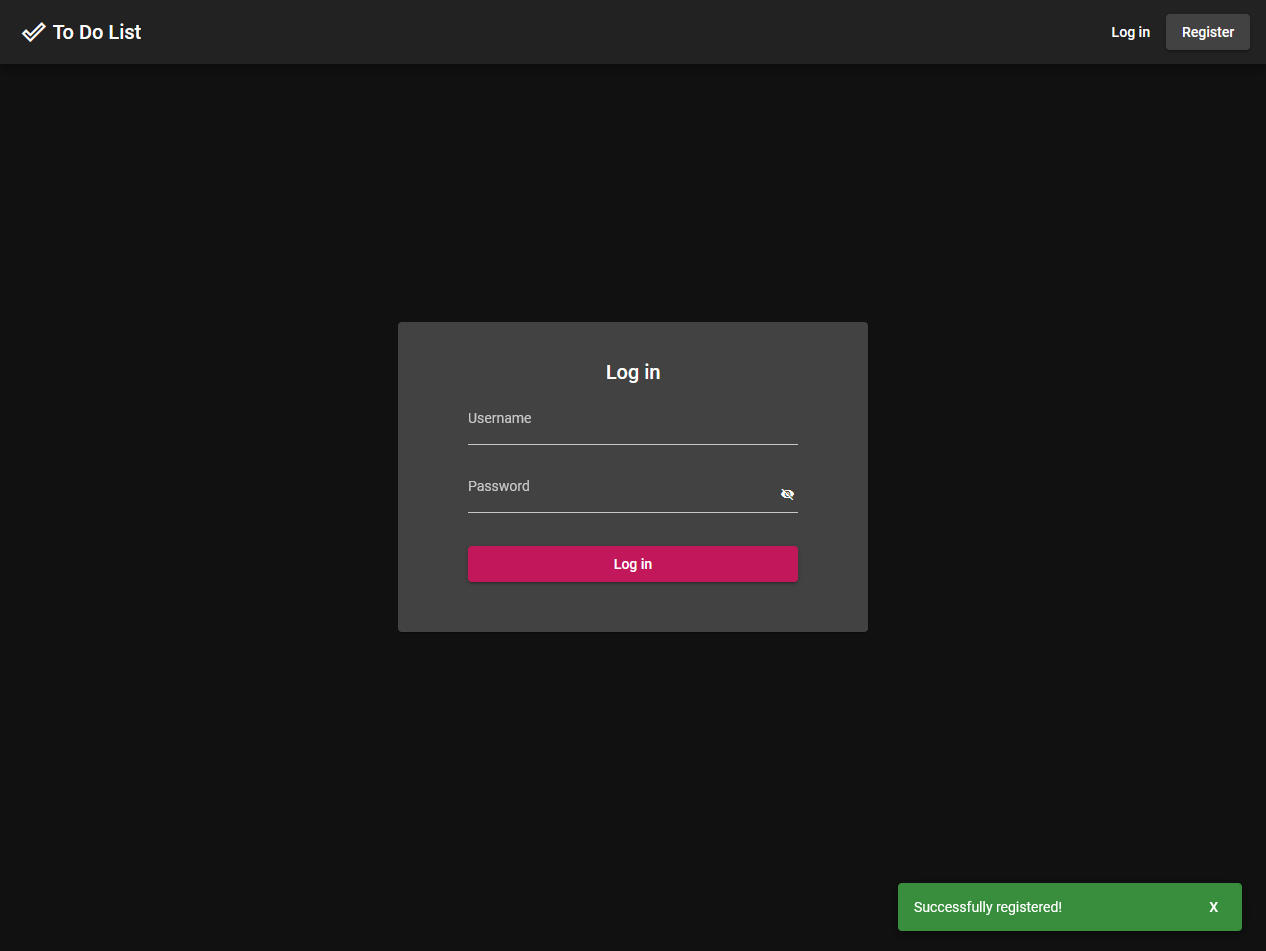 To Do List
Log in
Register
Log in
Username
Password
Log in
Successfully registered!
X